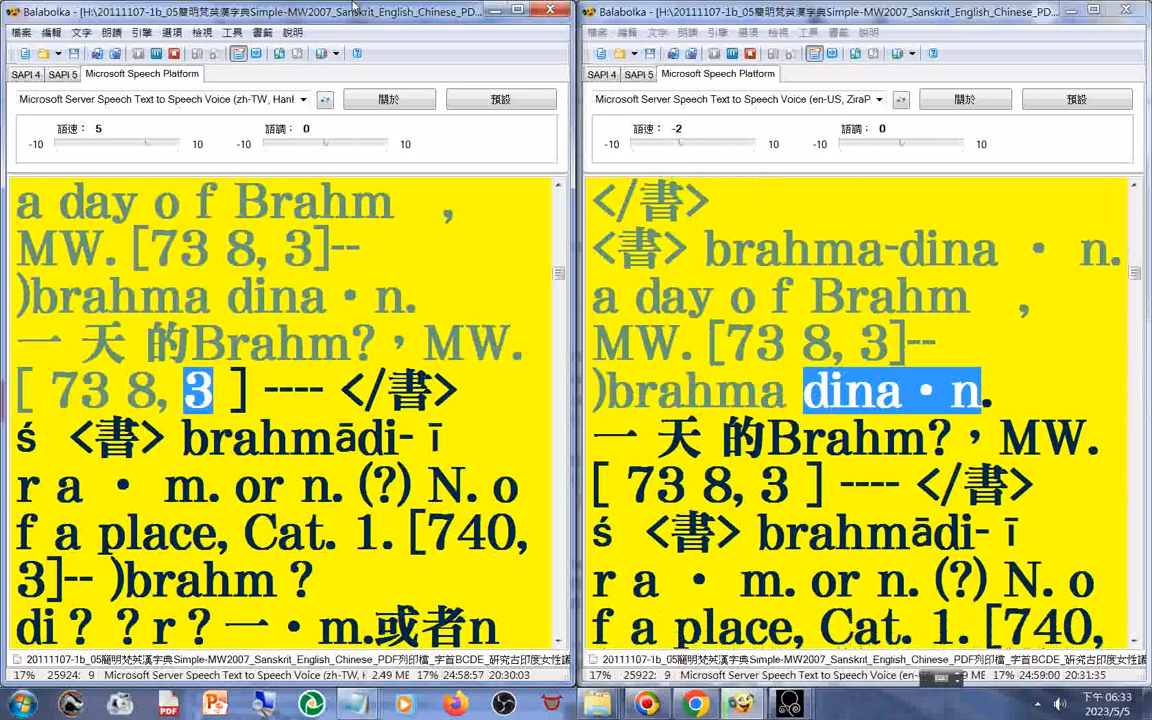 Balabolka - [H:\20111107-1b_05簡明梵英漢字典Simple-MW2007_Sanskrit_English_Chinese_PD...
檔案 編輯 文字 朗讀 引擎 選項 檢視 工具 書籤 說明
SAPI 4 SAPI 5 Microsoft Speech Platform
Microsoft Server Speech Text to Speech Voice (zh-TW, Hanl 關於 預設
語速： 5 語調： 0
-10 10 -10 10
a day o f Brahm ,
MW. [73 8, 3]--
)brahma dina・n.
一 天 的Brahm?，MW.
[ 73 8, 3 ] ---- </書>
ś <書> brahmādi- ī
r a ・ m. or n. (?) N. o
f a place, Cat. 1. [740,
3]-- )brahm ?
di ? ? r ? 一・m.或者n
20111107-1b_05簡明梵英漢字典Simple-MW2007_Sanskrit_English_Chinese_PDF列印檔_字首BCDE_研究古印度女性議
17% 25924: 9 Microsoft Server Speech Text to Speech Voice (zh-TW, H 2.49 MB 17% 24:58:57 20:30:03
Balabolka - [H:\20111107-1b_05簡明梵英漢字典Simple-MW2007_Sanskrit_English_Chinese_PD...
檔案 編輯 文字 朗讀 引擎 選項 檢視 工具 書籤 說明
SAPI 4 SAPI 5 Microsoft Speech Platform
Microsoft Server Speech Text to Speech Voice (en-US, ZiraP 關於 預設
語速： -2 語調： 0
-10 10 -10 10
</書>
<書> brahma-dina ・ n.
a day o f Brahm ,
MW. [73 8, 3]--
)brahma dina・n.
一 天 的Brahm?，MW.
[ 73 8, 3 ] ---- </書>
ś <書> brahmādi- ī
r a ・ m. or n. (?) N. o
f a place, Cat. 1. [740,
20111107-1b_05簡明梵英漢字典Simple-MW2007_Sanskrit_English_Chinese_PDF列印檔_字首BCDE_研究古印度女性議
17% 25922: 9 Microsoft Server Speech Text to Speech Voice (en-US 17% 24:59:00 20:31:35
下午 06:33
2023/5/5